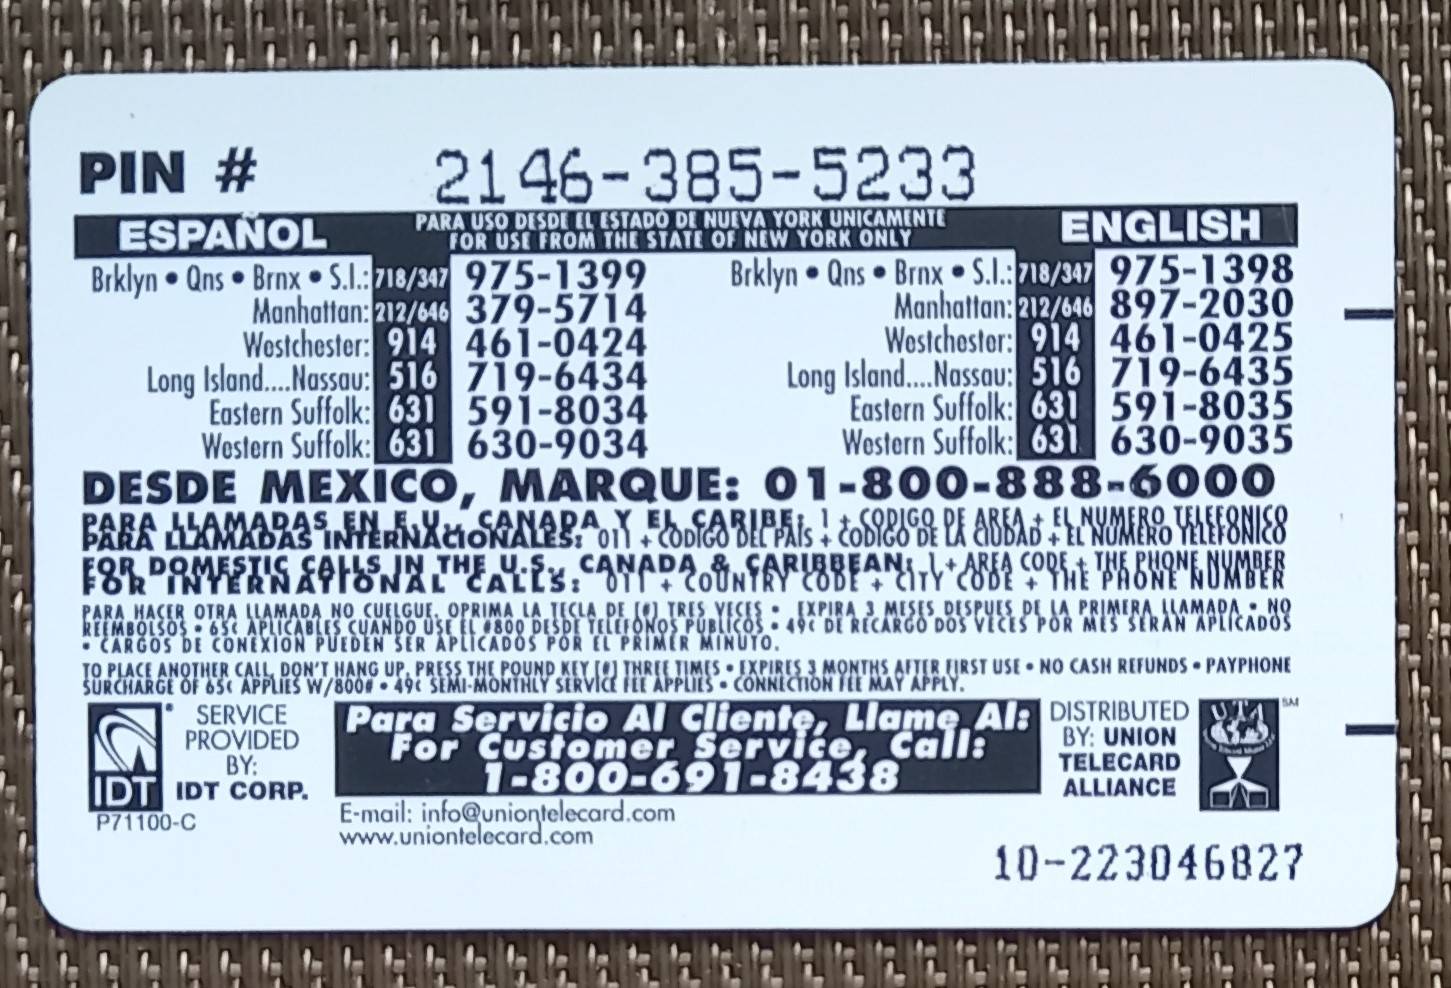 PIN # 2146-385-5233
ESPAÑOL PARA USO DESDE EL ESTADO DE NUEVA YORK UNICAMENTE ENGLISH
FOR USE FROM THE STATE OF NEW YORK ONLY
Brklyn • Qns • Brnx • S.I.: 718/347 975-1399 Brklyn • Qns • Brnx • S.I.: 718/347 975-1398
Manhattan: 212/646 379-5714 Manhattan: 212/646 897-2030
Westchester: 914 461-0424 Westchester: 914 461-0425
Long Island....Nassau: 516 719-6434 Long Island....Nassau: 516 719-6435
Eastern Suffolk: 631 591-8034 Eastern Suffolk: 631 591-8035
Western Suffolk: 631 630-9034 Western Suffolk: 631 630-9035
DESDE MEXICO, MARQUE: 01-800-888-6000
PARA LLAMADAS EN E.U., CANADA Y EL CARIBE: 1 + CODIGO DE AREA + EL NUMERO TELEFONICO
PARA LLAMADAS INTERNACIONALES: 011 + CODIGO DEL PAIS + CODIGO DE LA CIUDAD + EL NUMERO TELEFONICO
FOR DOMESTIC CALLS IN THE U.S., CANADA & CARIBBEAN: 1 + AREA CODE + THE PHONE NUMBER
FOR INTERNATIONAL CALLS: 011 + COUNTRY CODE + CITY CODE + THE PHONE NUMBER
PARA HACER OTRA LLAMADA NO CUELGUE, OPRIMA LA TECLA DE [#] TRES VECES • EXPIRA 3 MESES DESPUES DE LA PRIMERA LLAMADA • NO
REEMBOLSOS • 65¢ APLICABLES CUANDO USE EL #800 DESDE TELEFONOS PUBLICOS • 49¢ DE RECARGO DOS VECES POR MES SERAN APLICADOS
• CARGOS DE CONEXION PUEDEN SER APLICADOS POR EL PRIMER MINUTO.
TO PLACE ANOTHER CALL, DON'T HANG UP, PRESS THE POUND KEY [#] THREE TIMES • EXPIRES 3 MONTHS AFTER FIRST USE • NO CASH REFUNDS • PAYPHONE
SURCHARGE OF 65¢ APPLIES W/800# • 49¢ SEMI-MONTHLY SERVICE FEE APPLIES • CONNECTION FEE MAY APPLY.
IDT ®
SERVICE
PROVIDED
BY:
IDT CORP.
P71100-C
Para Servicio Al Cliente, Llame Al:
For Customer Service, Call:
1-800-691-8438
E-mail: info@uniontelecard.com
www.uniontelecard.com
DISTRIBUTED
BY: UNION
TELECARD
ALLIANCE
UTA SM
10-223046827